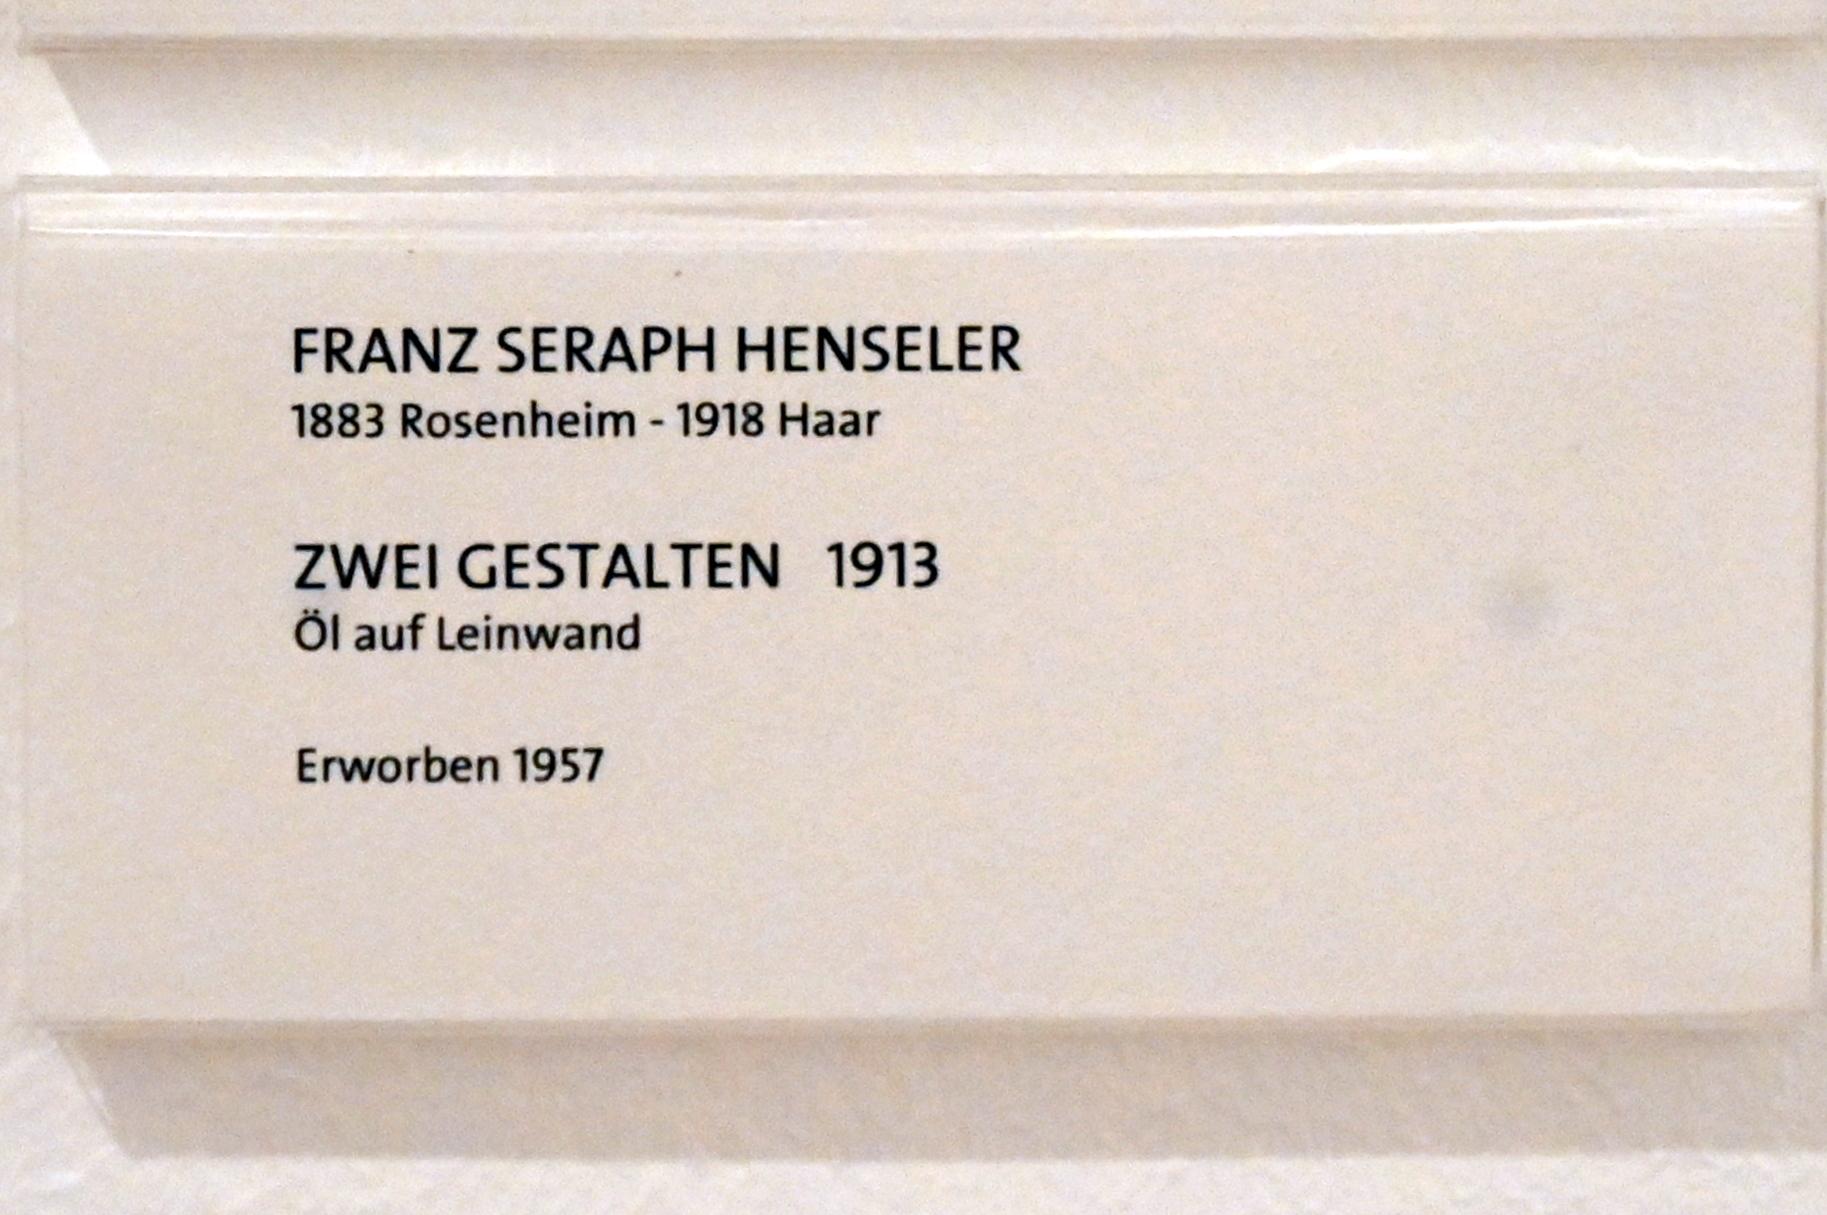 FRANZ SERAPH HENSELER
1883 Rosenheim - 1918 Haar
ZWEI GESTALTEN 1913
Öl auf Leinwand
Erworben 1957